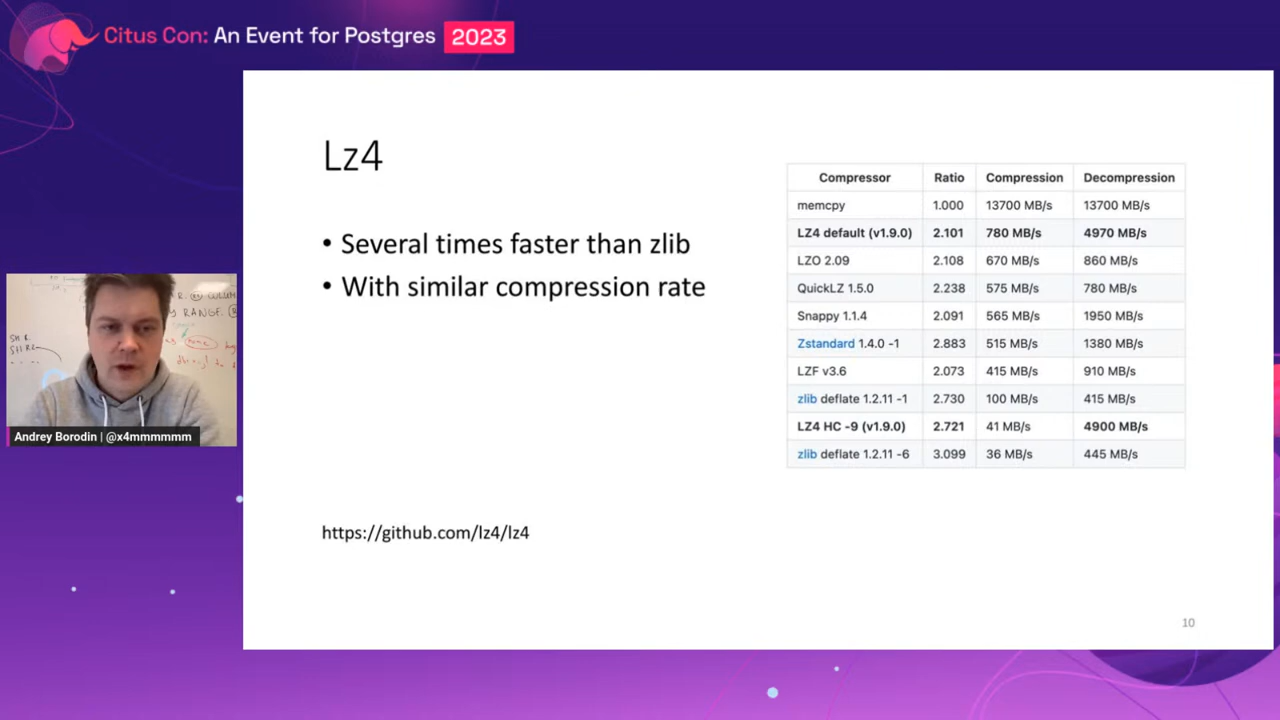 Citus Con: An Event for Postgres 2023
Lz4
• Several times faster than zlib
• With similar compression rate
Compressor Ratio Compression Decompression
memcpy 1.000 13700 MB/s 13700 MB/s
LZ4 default (v1.9.0) 2.101 780 MB/s 4970 MB/s
LZO 2.09 2.108 670 MB/s 860 MB/s
QuickLZ 1.5.0 2.238 575 MB/s 780 MB/s
Snappy 1.1.4 2.091 565 MB/s 1950 MB/s
Zstandard 1.4.0 -1 2.883 515 MB/s 1380 MB/s
LZF v3.6 2.073 415 MB/s 910 MB/s
zlib deflate 1.2.11 -1 2.730 100 MB/s 415 MB/s
LZ4 HC -9 (v1.9.0) 2.721 41 MB/s 4900 MB/s
zlib deflate 1.2.11 -6 3.099 36 MB/s 445 MB/s
RANGE.
Andrey Borodin | @x4mmmmmm
https://github.com/lz4/lz4
10